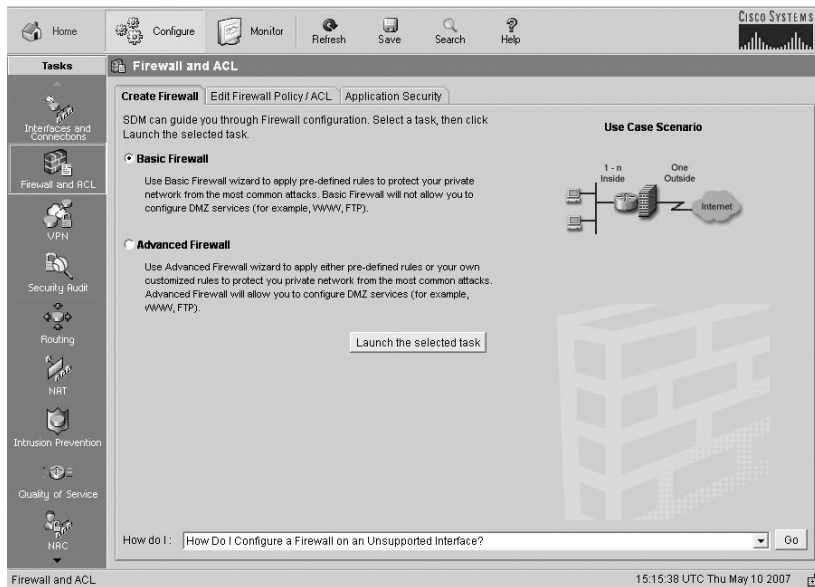 Home
Configure
Monitor
Refresh
Save
Search
Help
CISCO SYSTEMS
Tasks
Firewall and ACL
Interfaces and
Connections
Firewall and ACL
VPN
Security Audit
Routing
NAT
Intrusion Prevention
Quality of Service
NAC
Create Firewall
Edit Firewall Policy / ACL
Application Security
SDM can guide you through Firewall configuration. Select a task, then click
Launch the selected task.
Basic Firewall
Use Basic Firewall wizard to apply pre-defined rules to protect your private
network from the most common attacks. Basic Firewall will not allow you to
configure DMZ services (for example, WWW, FTP).
Advanced Firewall
Use Advanced Firewall wizard to apply either pre-defined rules or your own
customized rules to protect you private network from the most common attacks.
Advanced Firewall will allow you to configure DMZ services (for example,
WWW, FTP).
Launch the selected task
Use Case Scenario
1 - n
Inside
One
Outside
Internet
How do I :
How Do I Configure a Firewall on an Unsupported Interface?
Go
Firewall and ACL
15:15:38 UTC Thu May 10 2007